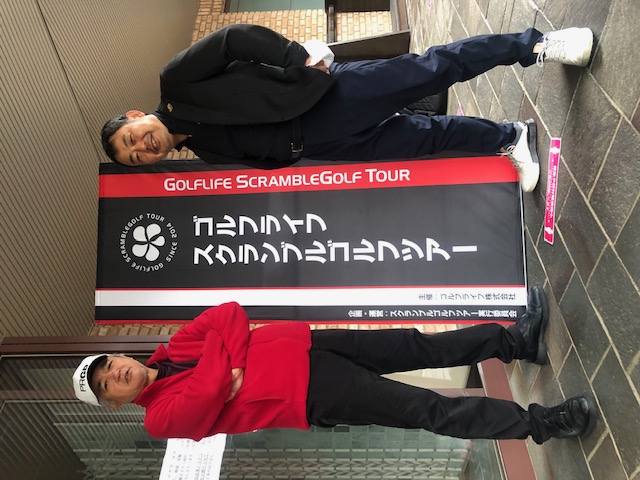 GOLFLIFE SCRAMBLEGOLF TOUR
ゴルフライフ
スクランブルゴルフツアー
GOLFLIFE SCRAMBLEGOLF TOUR SINCE 2014
主催：ゴルフライフ株式会社
企画・運営：スクランブルゴルフツアー実行委員会
PRGR